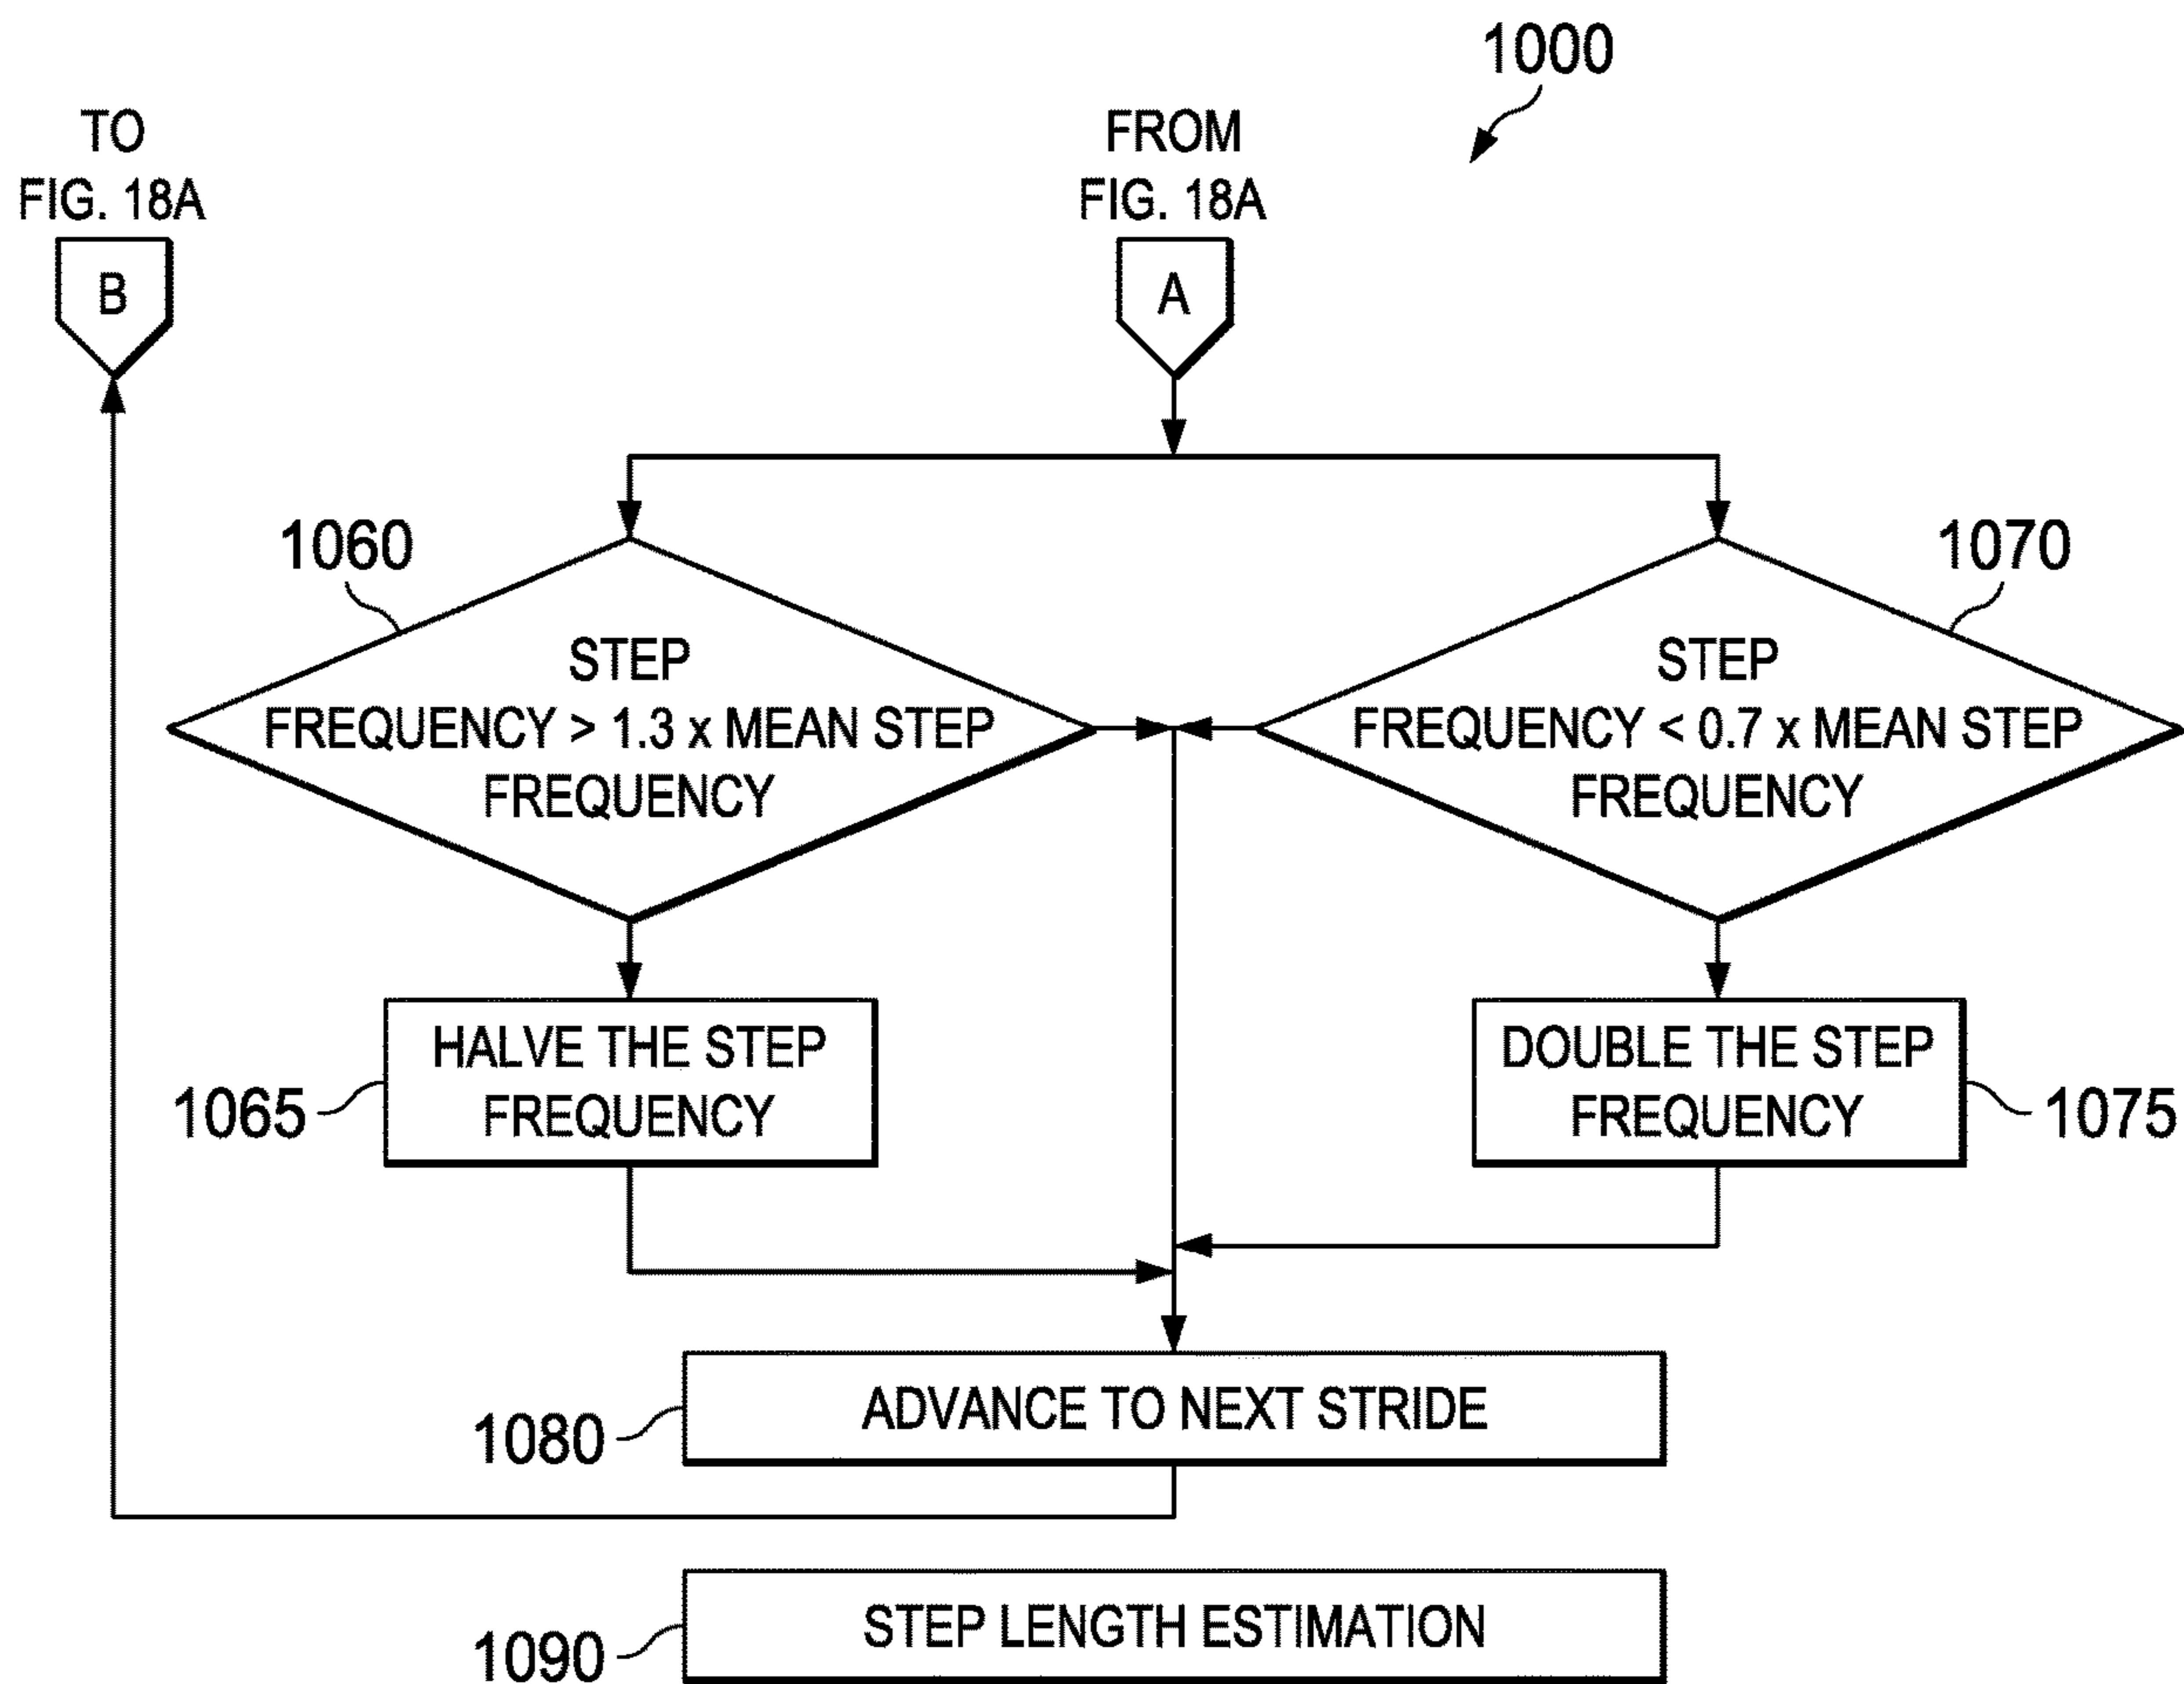 1000
TO
FIG. 18A
B
FROM
FIG. 18A
A
1060
STEP
FREQUENCY > 1.3 x MEAN STEP
FREQUENCY
1070
STEP
FREQUENCY < 0.7 x MEAN STEP
FREQUENCY
HALVE THE STEP
FREQUENCY
1065
DOUBLE THE STEP
FREQUENCY
1075
ADVANCE TO NEXT STRIDE
1080
STEP LENGTH ESTIMATION
1090